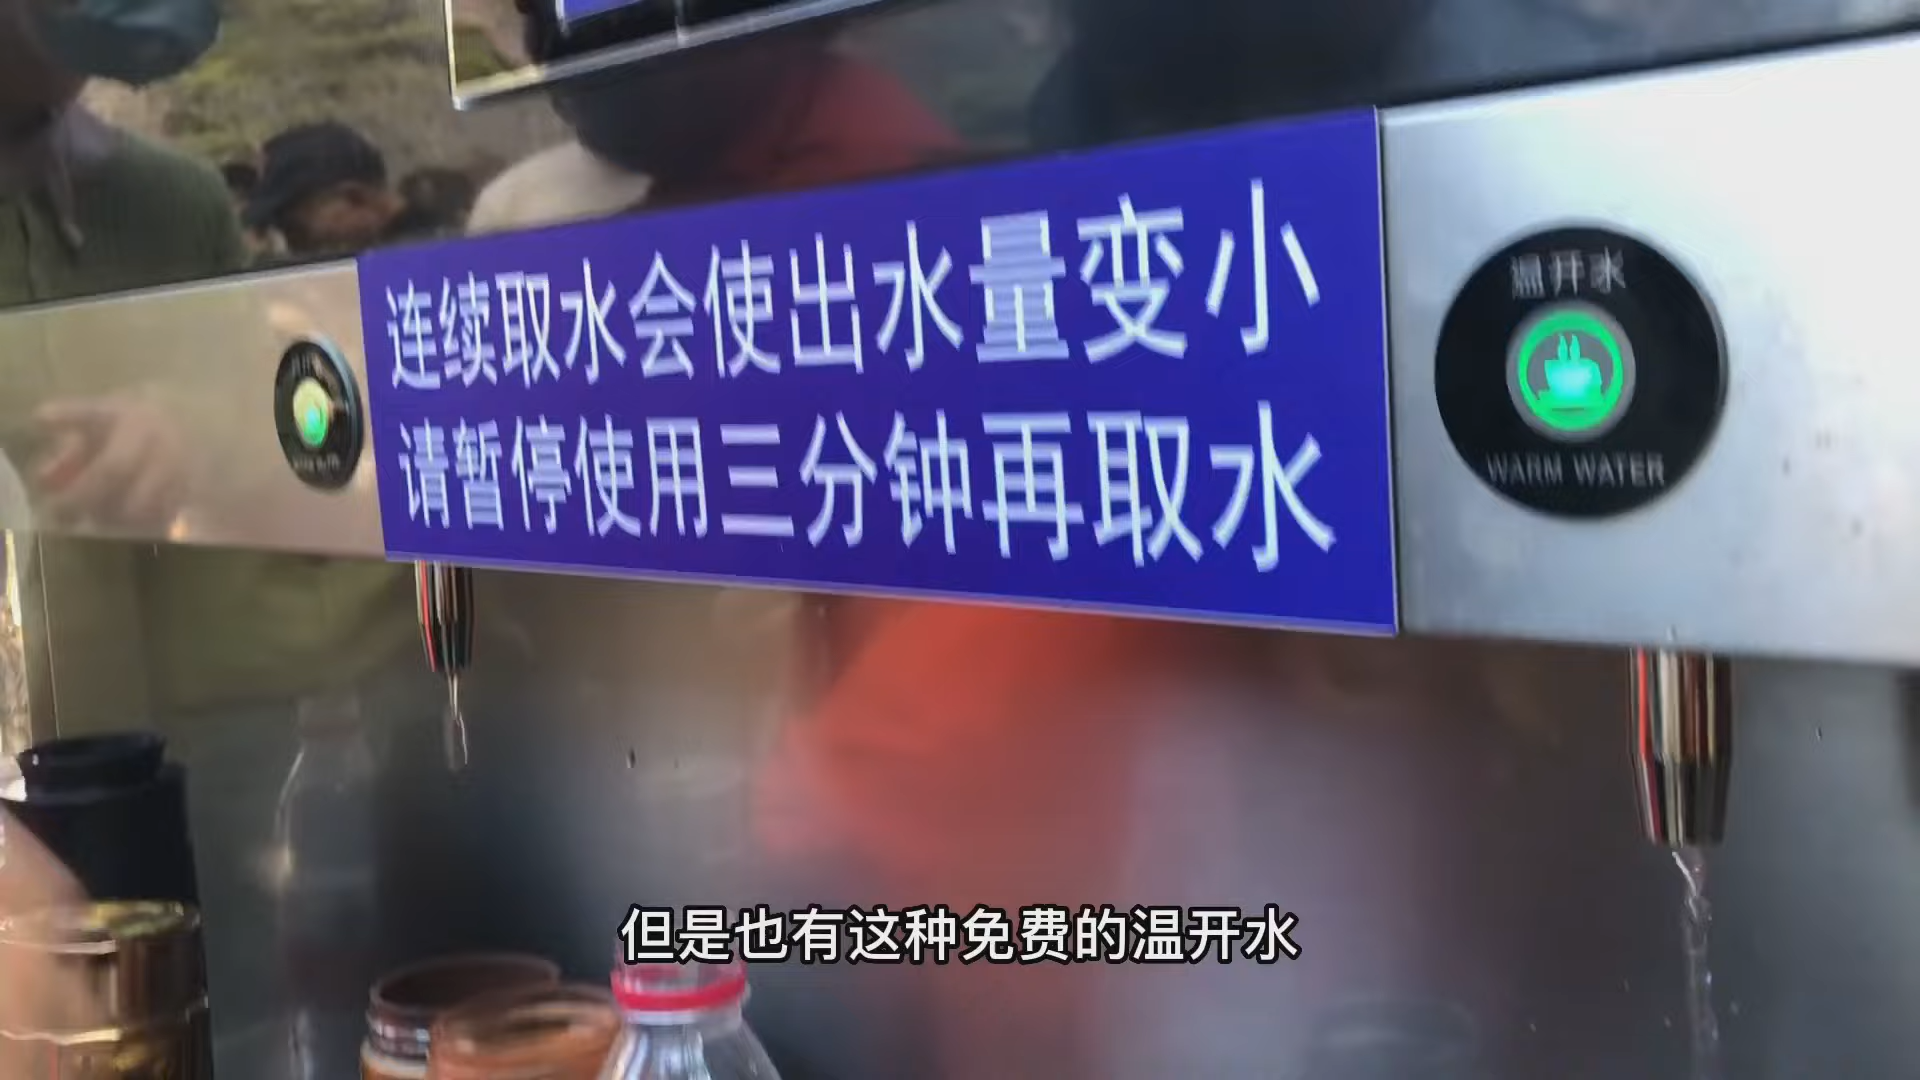 连续取水会使出水量变小
请暂停使用三分钟再取水
温开水
WARM WATER
但是也有这种免费的温开水